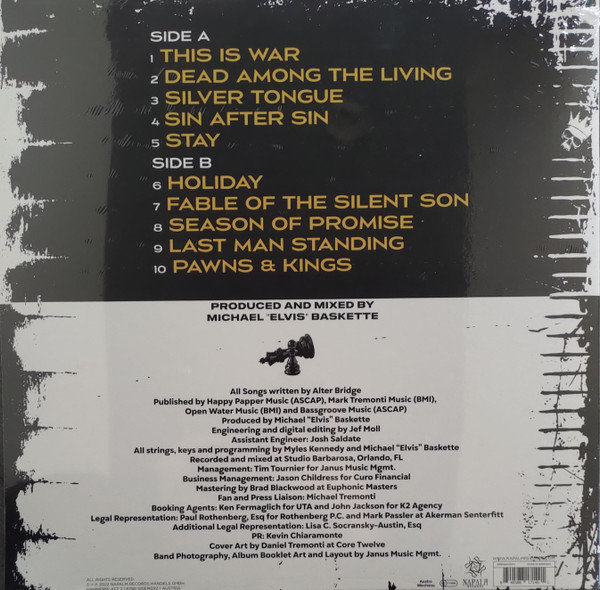 SIDE A
1 THIS IS WAR
2 DEAD AMONG THE LIVING
3 SILVER TONGUE
4 SIN AFTER SIN
5 STAY
SIDE B
6 HOLIDAY
7 FABLE OF THE SILENT SON
8 SEASON OF PROMISE
9 LAST MAN STANDING
10 PAWNS & KINGS
PRODUCED AND MIXED BY
MICHAEL "ELVIS" BASKETTE
All Songs written by Alter Bridge
Published by Happy Papper Music (ASCAP), Mark Tremonti Music (BMI),
Open Water Music (BMI) and Bassgroove Music (ASCAP)
Produced by Michael "Elvis" Baskette
Engineering and digital editing by Jef Moll
Assistant Engineer: Josh Saldate
All strings, keys and programming by Myles Kennedy and Michael "Elvis" Baskette
Recorded and mixed at Studio Barbarosa, Orlando, FL
Management: Tim Tournier for Janus Music Mgmt.
Business Management: Jason Childress for Curo Financial
Mastering by Brad Blackwood at Euphonic Masters
Fan and Press Liaison: Michael Tremonti
Booking Agents: Ken Fermaglich for UTA and John Jackson for K2 Agency
Legal Representation: Paul Rothenberg, Esq for Rothenberg P.C. and Mark Passler at Akerman Senterfitt
Additional Legal Representation: Lisa C. Socransky-Austin, Esq
PR: Kevin Chiaramonte
Cover Art by Daniel Tremonti at Core Twelve
Band Photography, Album Booklet Art and Layout by Janus Music Mgmt.
ALL RIGHTS RESERVED.
2022 NAPALM RECORDS HANDELS GMBH,
NAPALM